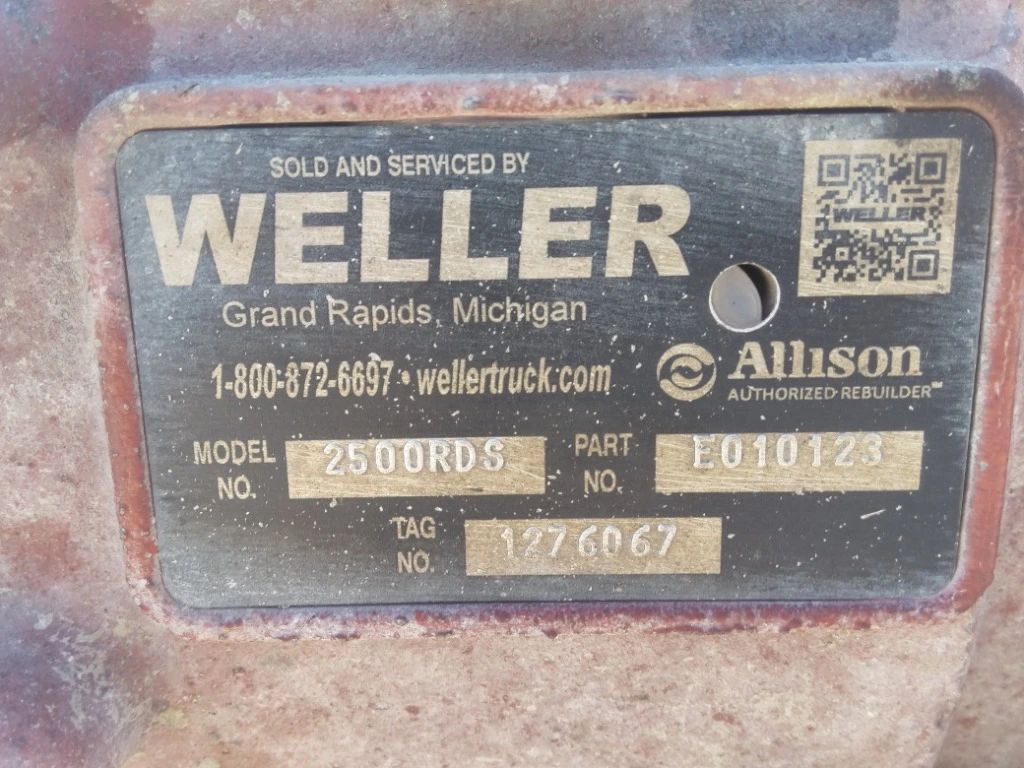 SOLD AND SERVICED BY
WELLER
WELLER
Grand Rapids, Michigan
1-800-872-6697 • wellertruck.com
Allison
AUTHORIZED REBUILDER
MODEL NO. 2500RDS
PART NO. E010123
TAG NO. 1276067